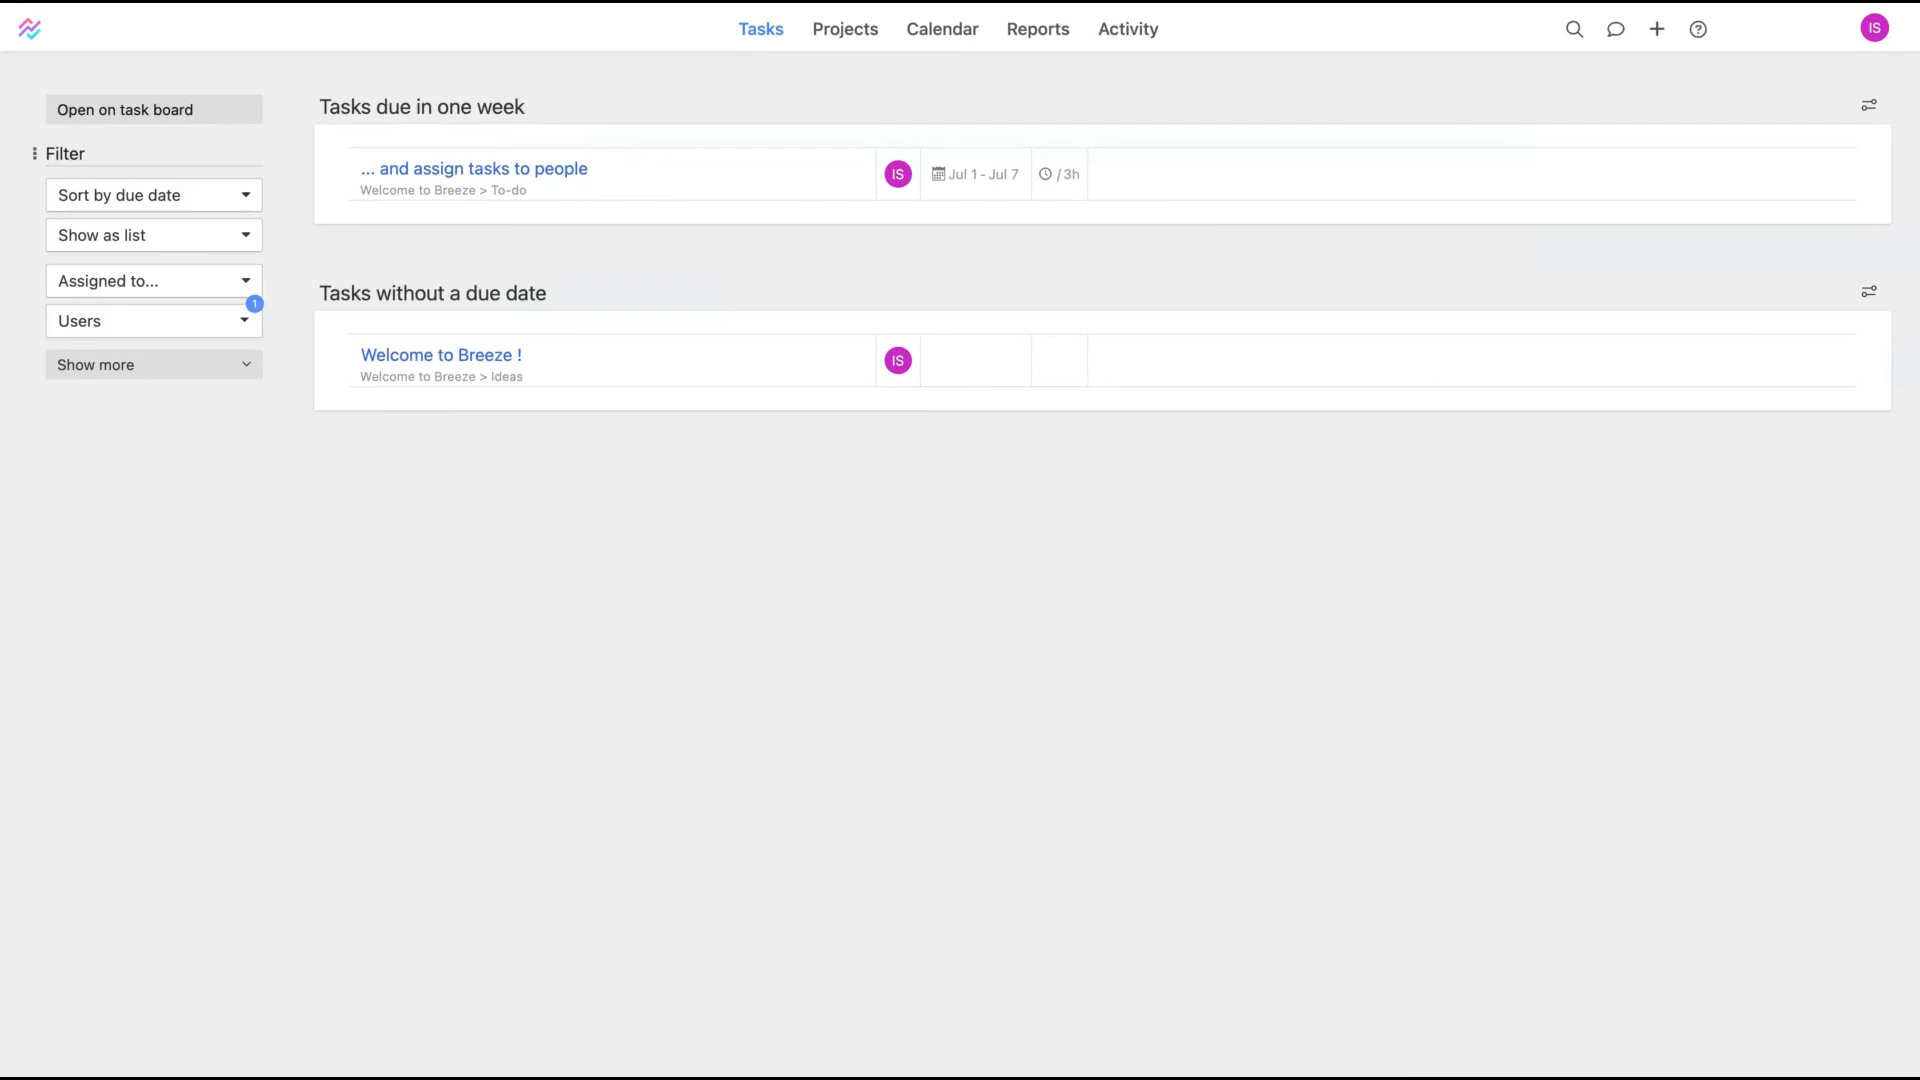 Tasks Projects Calendar Reports Activity IS
Open on task board
Filter
Sort by due date
Show as list
Assigned to...
1
Users
Show more
Tasks due in one week
... and assign tasks to people
Welcome to Breeze > To-do
IS Jul 1 - Jul 7 / 3h
Tasks without a due date
Welcome to Breeze !
Welcome to Breeze > Ideas
IS